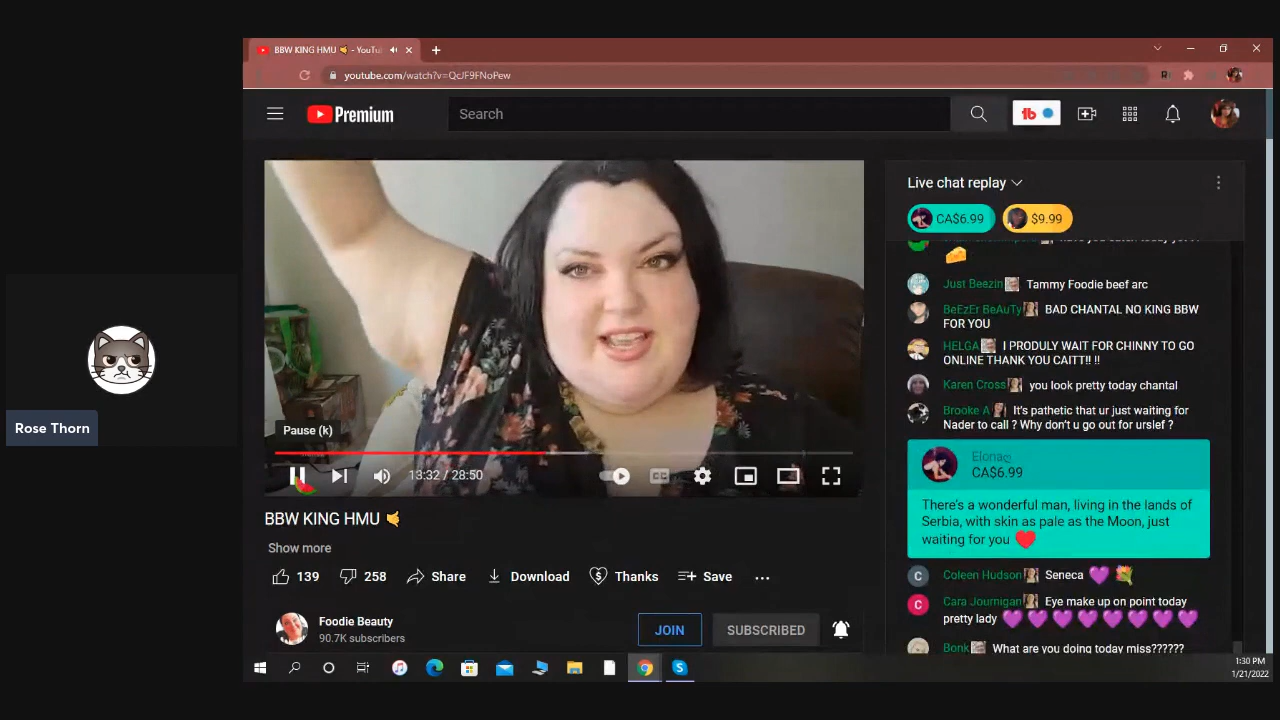 BBW KING HMU 🤙 - YouTu
youtube.com/watch?v=QcJF9FNoPew
Premium
Search
Live chat replay
CA$6.99 $9.99
Just Beezin Tammy Foodie beef arc
BeEzEr BeAuTy BAD CHANTAL NO KING BBW
FOR YOU
HELGA I PRODULY WAIT FOR CHINNY TO GO
ONLINE THANK YOU CAITT!! !!
Karen Cross you look pretty today chantal
Brooke A It's pathetic that ur just waiting for
Nader to call ? Why don't u go out for urslef ?
Elona
CA$6.99
There's a wonderful man, living in the lands of
Serbia, with skin as pale as the Moon, just
waiting for you ❤️
Coleen Hudson Seneca 💜 💐
Cara Journigan Eye make up on point today
pretty lady 💜💜💜💜💜💜💜💜
Bonk What are you doing today miss??????
Rose Thorn
Pause (k)
13:32 / 28:50
BBW KING HMU 🤙
Show more
139 258 Share Download Thanks Save ...
Foodie Beauty
90.7K subscribers
JOIN SUBSCRIBED
1:30 PM
1/21/2022